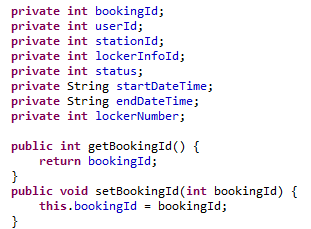 private int bookingId;
private int userId;
private int stationId;
private int lockerInfoId;
private int status;
private String startDateTime;
private String endDateTime;
private int lockerNumber;

public int getBookingId() {
    return bookingId;
}
public void setBookingId(int bookingId) {
    this.bookingId = bookingId;
}